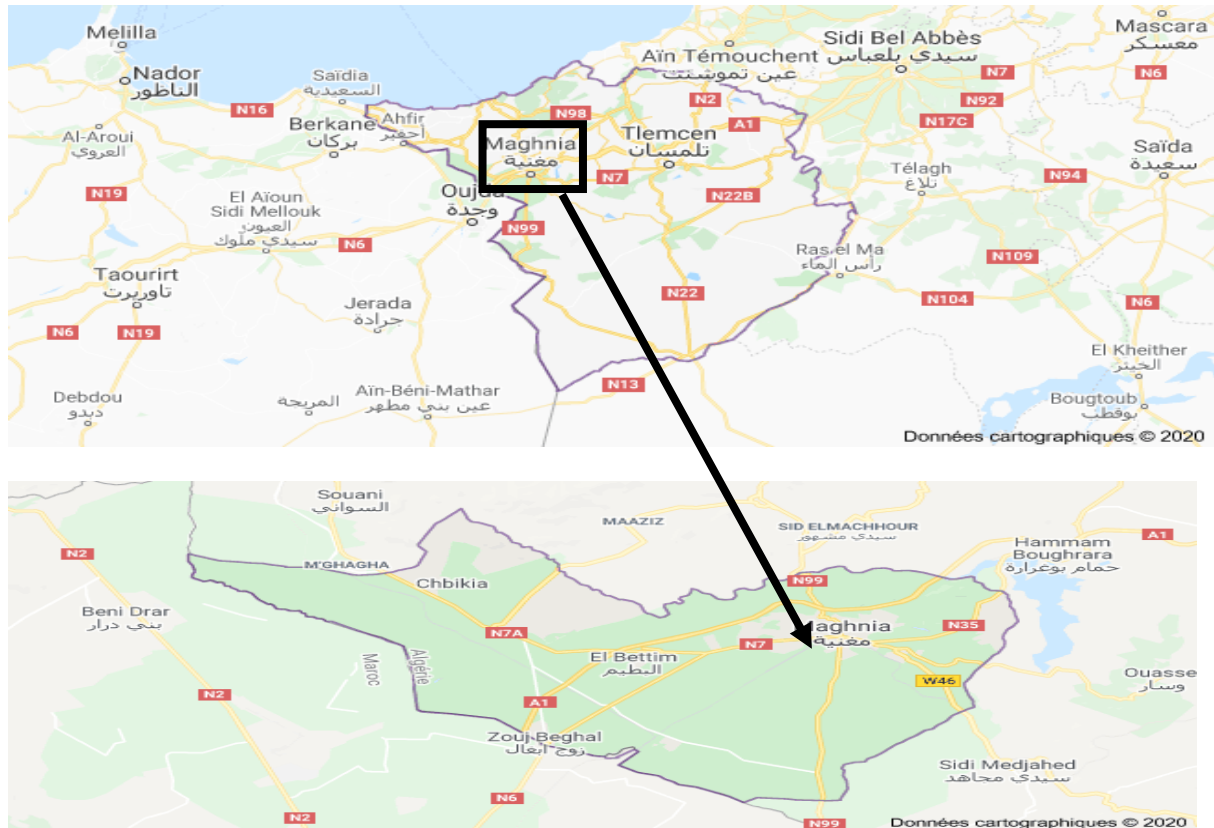 Melilla
Nador
الناظور
Saïdia
السعيدية
Aïn Témouchent
عين تموشنت
Sidi Bel Abbès
سيدي بلعباس
Mascara
معسكر
N7
N6
N16
N98
N2
N92
Al-Aroui
العروي
Berkane
بركان
Ahfir
أحفير
Maghnia
مغنية
Tlemcen
تلمسان
A1
N17C
Saïda
سعيدة
N19
El Aïoun
Sidi Mellouk
العيون
سيدي ملوك
Oujda
وجدة
N7
N22B
Télagh
تلاغ
N94
N6
N99
Ras el Ma
رأس الماء
N109
Taourirt
تاوريرت
Jerada
جرادة
N22
N104
N6
N6
N19
El Kheither
الخيثر
Debdou
دبدو
المريجة
Aïn-Béni-Mathar
عين بني مطهر
N13
Bougtoub
بوقطب
Données cartographiques © 2020
Souani
السواني
MAAZIZ
SID ELMACHHOUR
سيدي مشهور
Hammam
Boughrara
حمام بوغرارة
A1
N2
M'GHAGHA
Chbikia
N99
Beni Drar
بني درار
N7A
Maghnia
مغنية
N35
N7
El Bettim
البطيم
Maroc
Algérie
W46
Ouasse
وسار
N2
A1
Zouj Beghal
زوج ابغال
Sidi Medjahed
سيدي مجاهد
N6
N2
N99
Données cartographiques © 2020